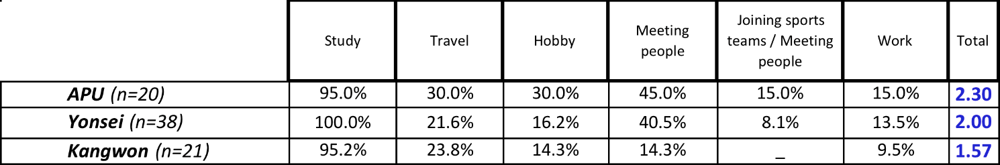 Study Travel Hobby Meeting people Joining sports teams / Meeting people Work Total
APU (n=20) 95.0% 30.0% 30.0% 45.0% 15.0% 15.0% 2.30
Yonsei (n=38) 100.0% 21.6% 16.2% 40.5% 8.1% 13.5% 2.00
Kangwon (n=21) 95.2% 23.8% 14.3% 14.3% _ 9.5% 1.57